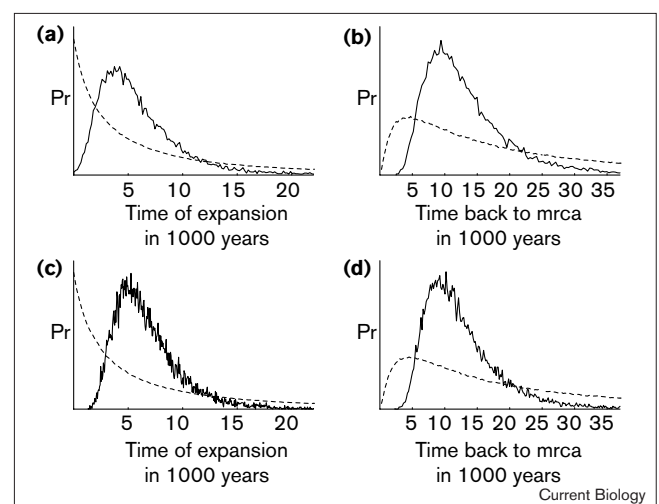 (a)
Pr
5 10 15 20
Time of expansion
in 1000 years
(b)
Pr
5 10 15 20 25 30 35
Time back to mrca
in 1000 years
(c)
Pr
5 10 15 20
Time of expansion
in 1000 years
(d)
Pr
5 10 15 20 25 30 35
Time back to mrca
in 1000 years
Current Biology